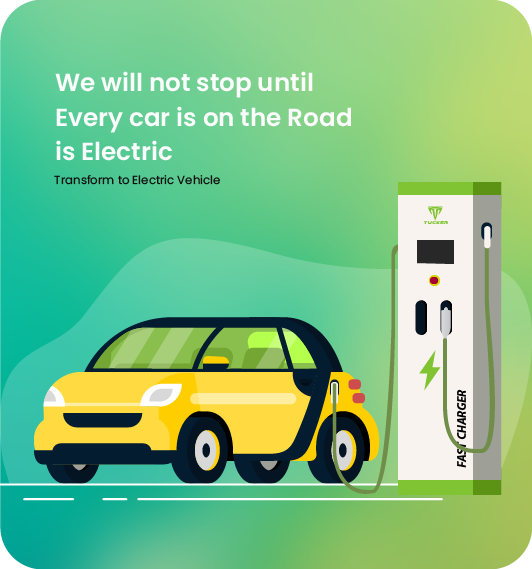 We will not stop until
Every car is on the Road
is Electric
Transform to Electric Vehicle
TUCKER
FAST CHARGER